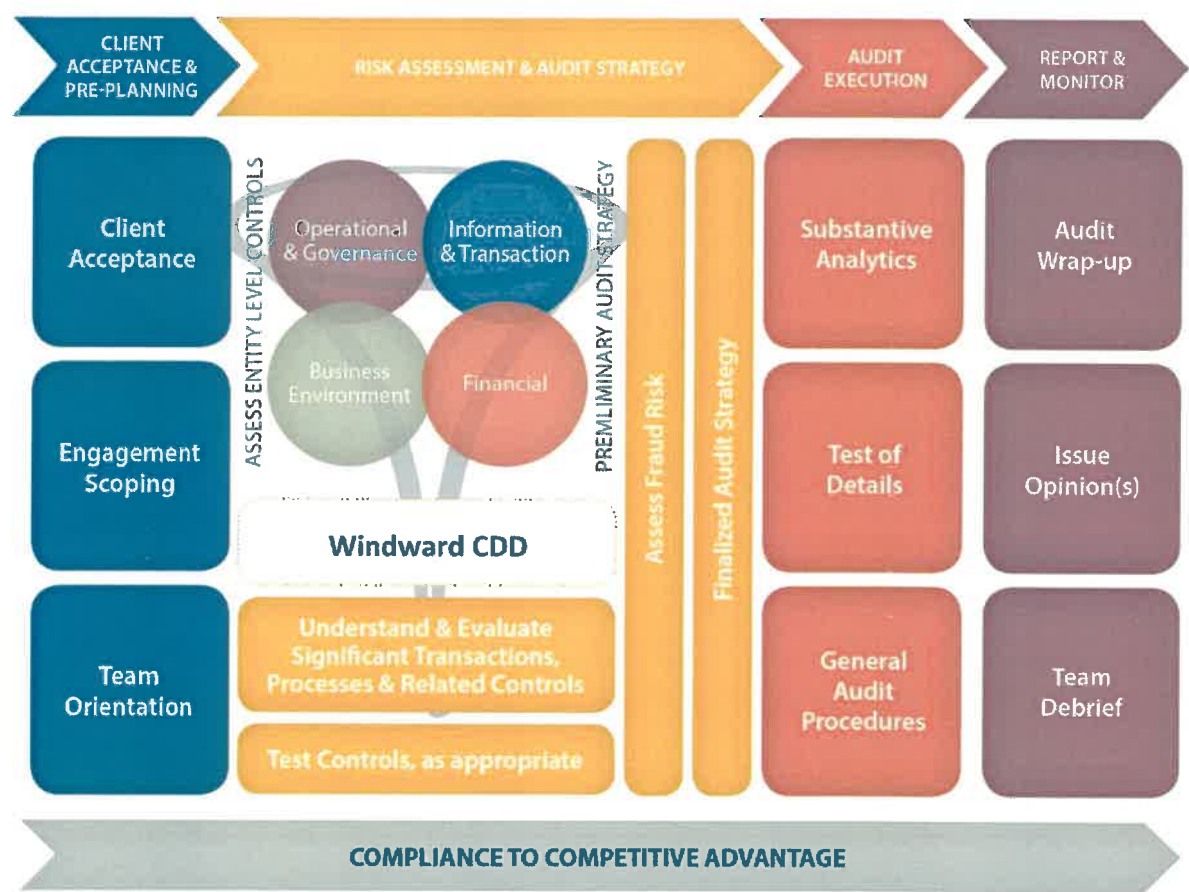 CLIENT
ACCEPTANCE &
PRE-PLANNING
RISK ASSESSMENT & AUDIT STRATEGY
AUDIT
EXECUTION
REPORT &
MONITOR
Client
Acceptance
Engagement
Scoping
Team
Orientation
ASSESS ENTITY LEVEL CONTROLS
Operational
& Governance
Information
& Transaction
Business
Environment
Financial
PREMLIMINARY AUDIT STRATEGY
Windward CDD
Understand & Evaluate
Significant Transactions,
Processes & Related Controls
Test Controls, as appropriate
Assess Fraud Risk
Finalized Audit Strategy
Substantive
Analytics
Test of
Details
General
Audit
Procedures
Audit
Wrap-up
Issue
Opinion(s)
Team
Debrief
COMPLIANCE TO COMPETITIVE ADVANTAGE